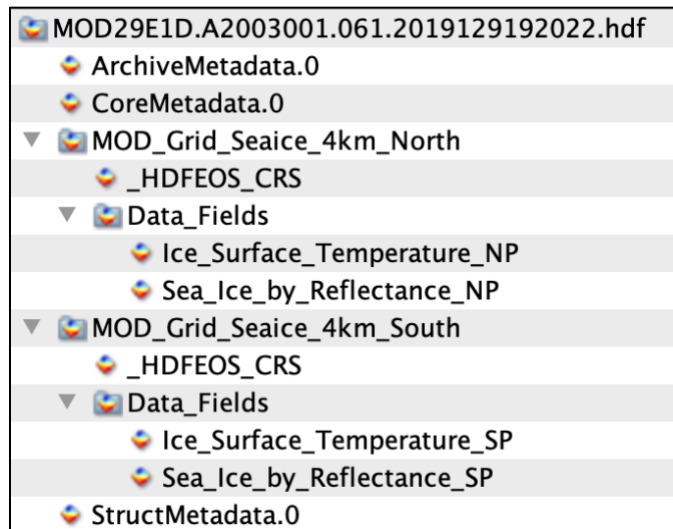 MOD29E1D.A2003001.061.2019129192022.hdf
ArchiveMetadata.0
CoreMetadata.0
MOD_Grid_Seaice_4km_North
_HDFEOS_CRS
Data_Fields
Ice_Surface_Temperature_NP
Sea_Ice_by_Reflectance_NP
MOD_Grid_Seaice_4km_South
_HDFEOS_CRS
Data_Fields
Ice_Surface_Temperature_SP
Sea_Ice_by_Reflectance_SP
StructMetadata.0